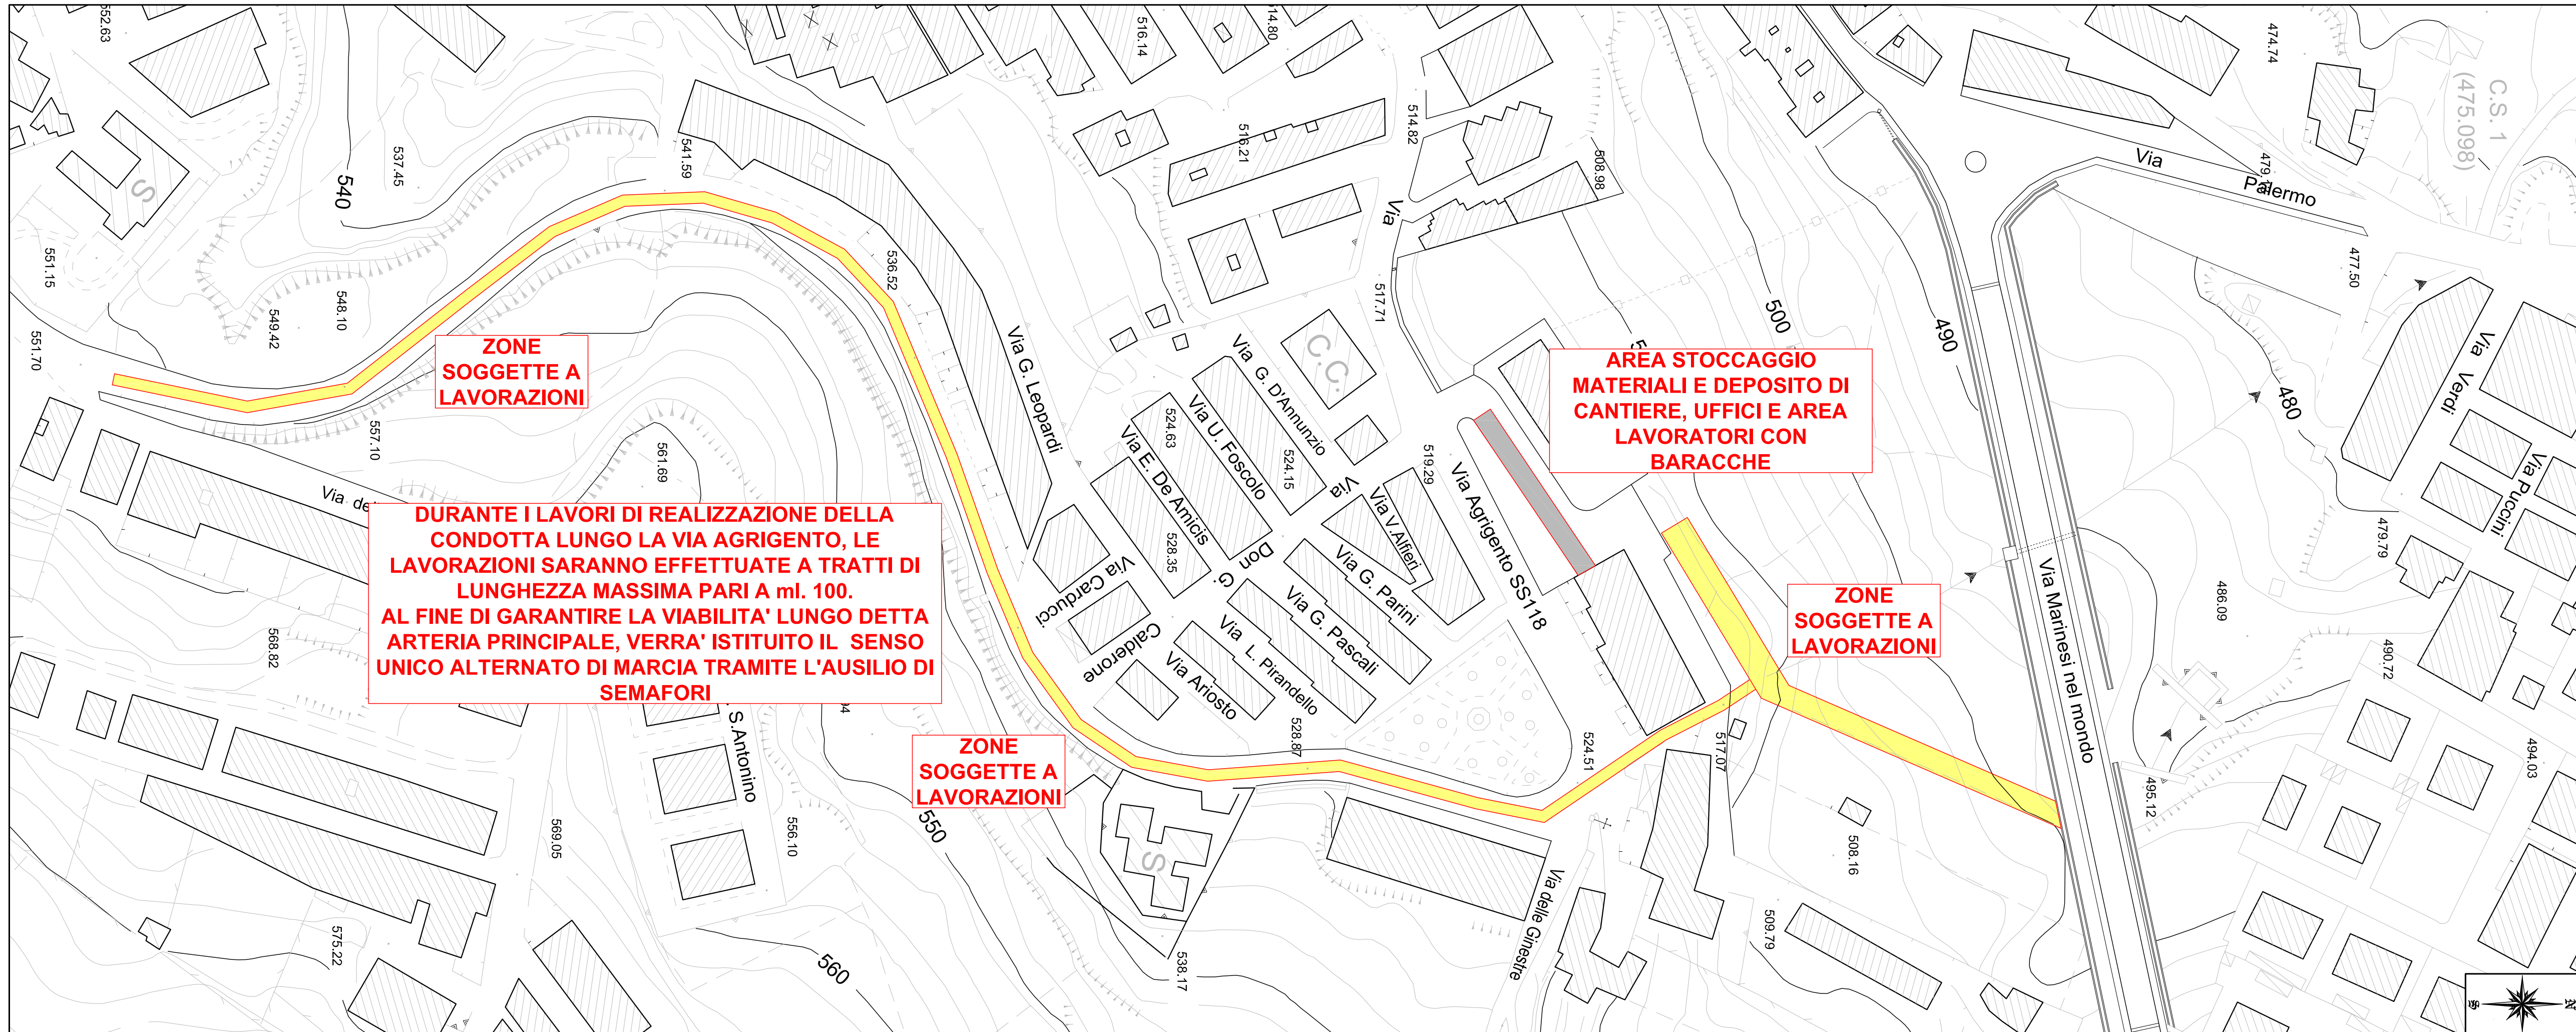 552.63
516.14
514.80
474.74
C.S. 1
(475.098)
540
537.45
541.59
516.21
514.82
508.98
Via
Palermo
Via
S
551.15
551.70
549.42
548.10
536.52
517.71
500
490
477.50
480
Via Verdi
Via Puccini
ZONE
SOGGETTE A
LAVORAZIONI
Via G. Leopardi
Via G. D'Annunzio
C.C.
AREA STOCCAGGIO
MATERIALI E DEPOSITO DI
CANTIERE, UFFICI E AREA
LAVORATORI CON
BARACCHE
557.10
561.69
524.63
Via U. Foscolo
Via E. De Amicis
524.15
528.35
519.29
Via
Don G.
Calderone
Via V.Alfieri
Via Agrigento SS118
Via G. Parini
Via G. Pascali
Via L. Pirandello
Via Ariosto
Via Carducci
528.87
479.79
486.09
490.72
494.03
495.12
Via Marinesi nel mondo
Via de
DURANTE I LAVORI DI REALIZZAZIONE DELLA
CONDOTTA LUNGO LA VIA AGRIGENTO, LE
LAVORAZIONI SARANNO EFFETTUATE A TRATTI DI
LUNGHEZZA MASSIMA PARI A ml. 100.
AL FINE DI GARANTIRE LA VIABILITA' LUNGO DETTA
ARTERIA PRINCIPALE, VERRA' ISTITUITO IL SENSO
UNICO ALTERNATO DI MARCIA TRAMITE L'AUSILIO DI
SEMAFORI
ZONE
SOGGETTE A
LAVORAZIONI
568.82
S.Antonino
ZONE
SOGGETTE A
LAVORAZIONI
524.51
517.07
508.16
509.79
569.05
556.10
550
S
Via delle Ginestre
575.22
560
538.17